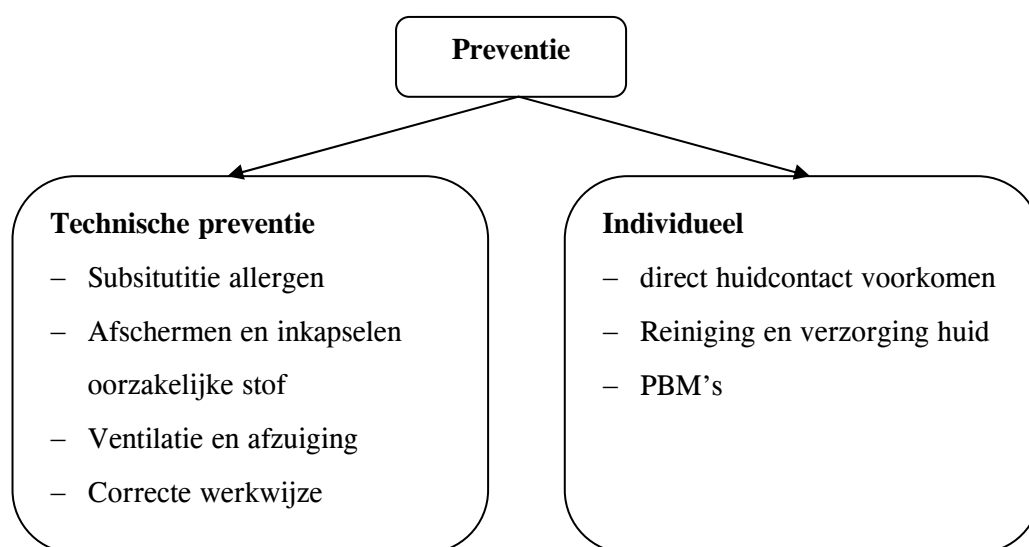 Preventie
Technische preventie
– Subsitutitie allergen
– Afschermen en inkapselen
oorzakelijke stof
– Ventilatie en afzuiging
– Correcte werkwijze
Individueel
– direct huidcontact voorkomen
– Reiniging en verzorging huid
– PBM’s